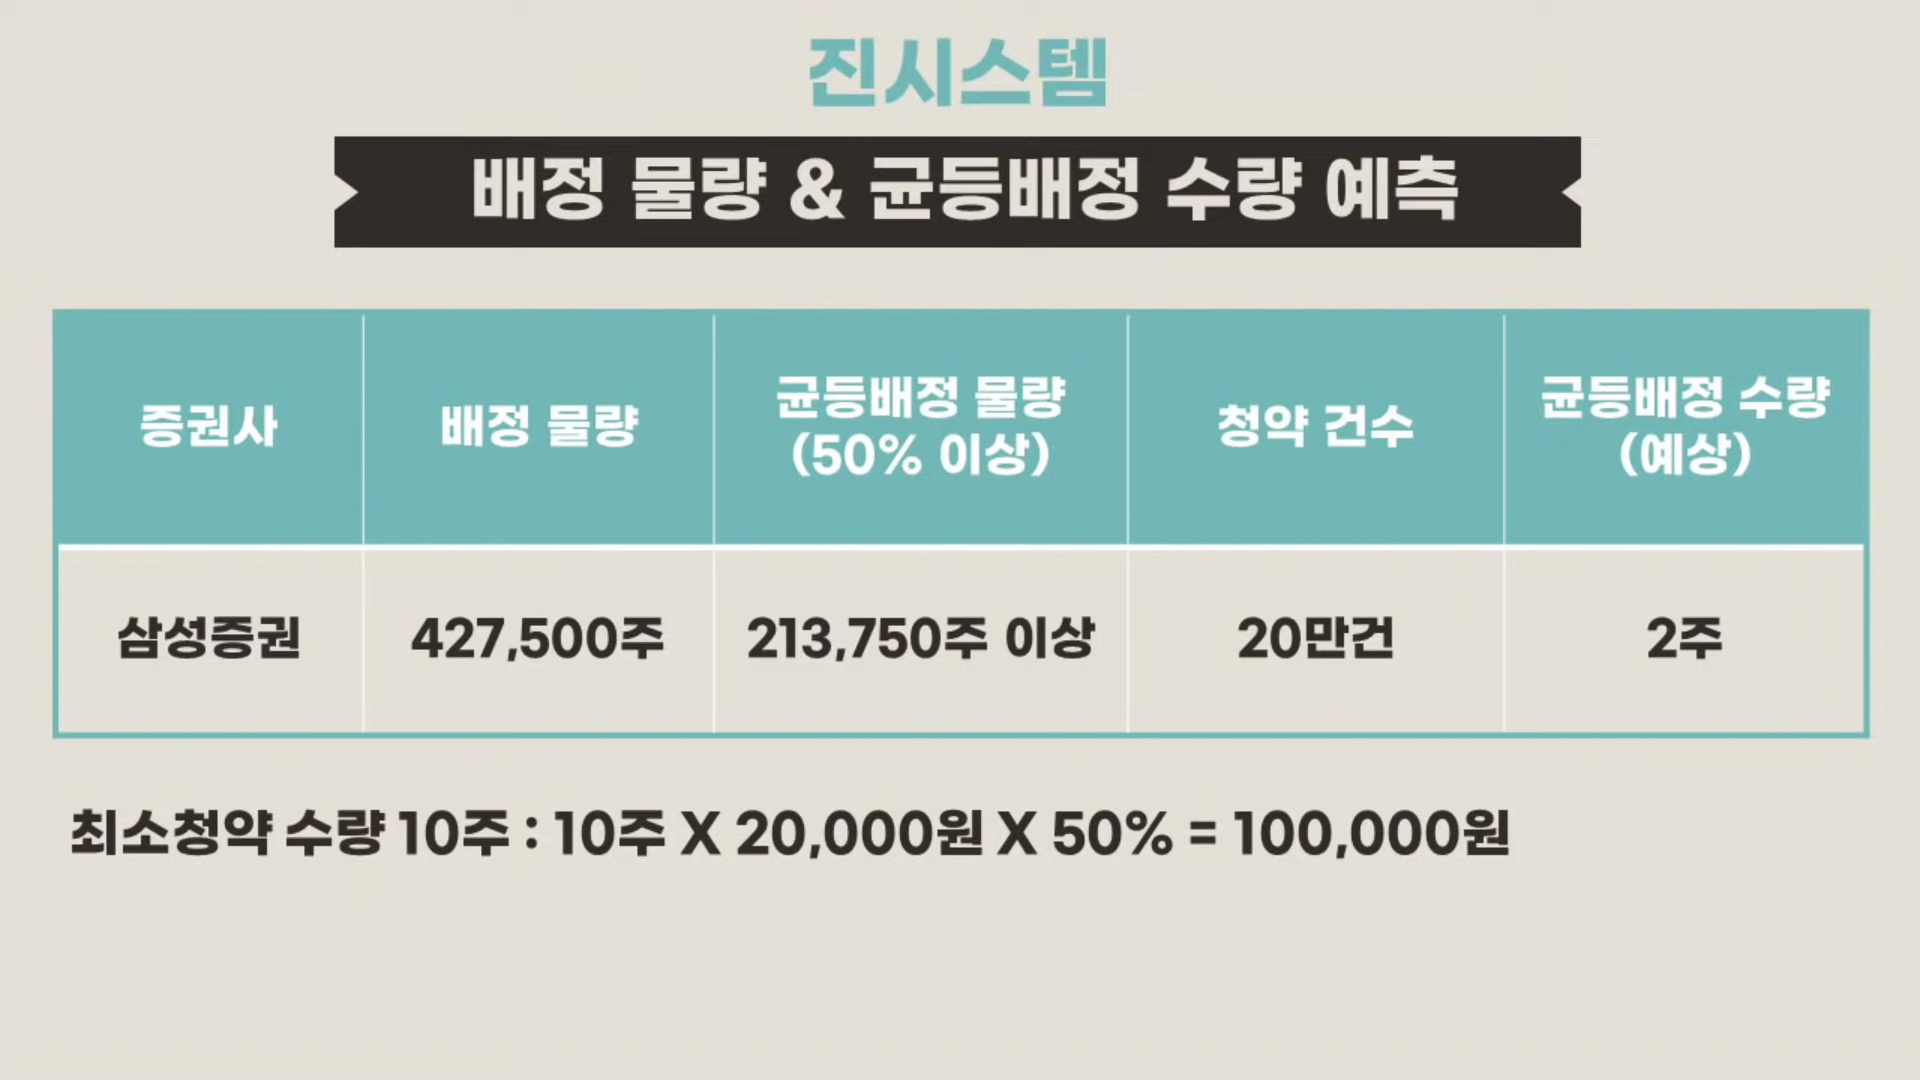 진시스템
배정 물량 & 균등배정 수량 예측
증권사
배정 물량
균등배정 물량
(50% 이상)
청약 건수
균등배정 수량
(예상)
삼성증권
427,500주
213,750주 이상
20만건
2주
최소청약 수량 10주 : 10주 X 20,000원 X 50% = 100,000원